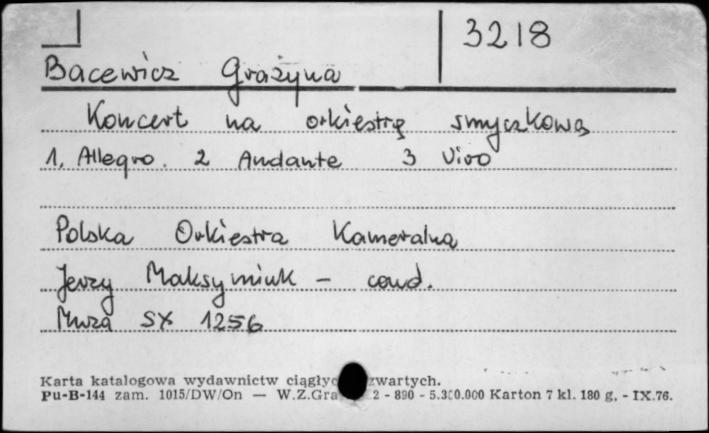 3218
Bacewicz Grażyna
Koncert na orkiestrę smyczkową
1. Allegro. 2 Andante 3 Vivo
Polska Orkiestra Kameralna
Jerzy Maksymiuk – cond.
Muza SX 1256
Karta katalogowa wydawnictw zwartych.
Pu-B-144 zam. 1015/DW/On — 2 - 890 - 5.300.000 Karton 7 kl. 180 g. - IX.76.